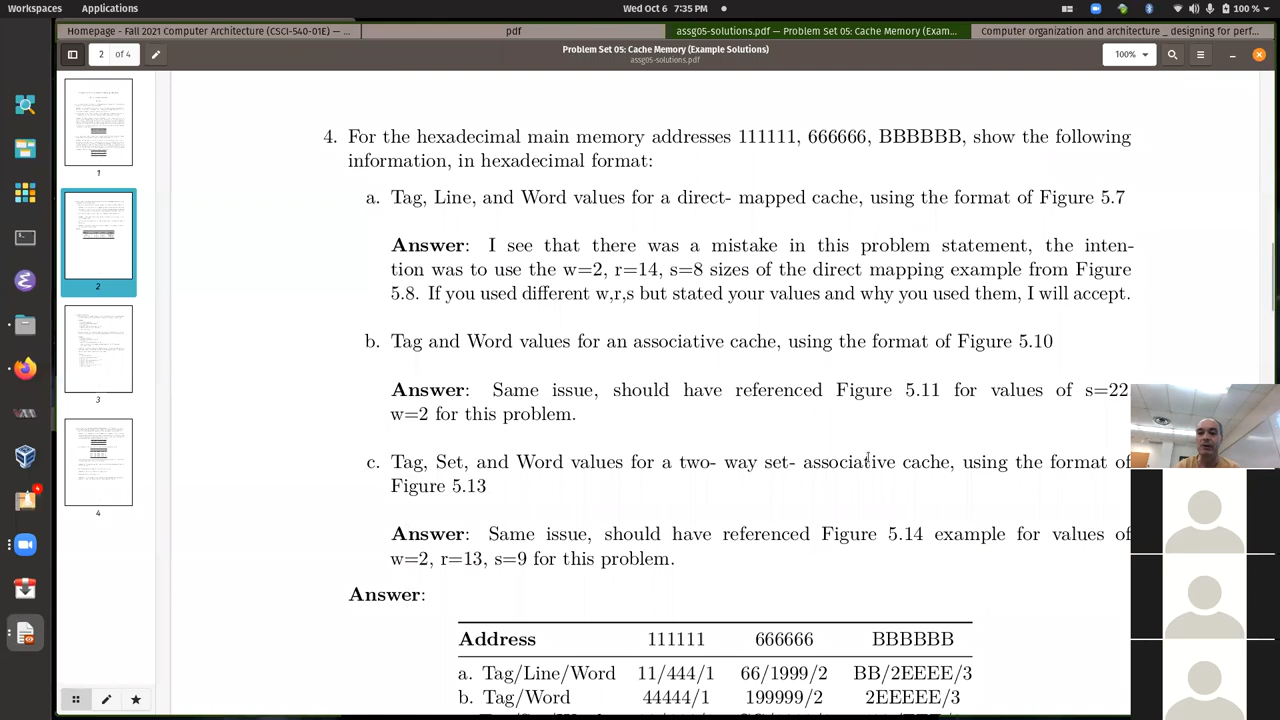 Workspaces Applications Wed Oct 6 7:35 PM 100 %
Homepage - Fall 2021 Computer Architecture (CSCI-540-01E) — ... pdf assg05-solutions.pdf — Problem Set 05: Cache Memory (Exam... Computer organization and architecture _ designing for perf...
2 of 4 Problem Set 05: Cache Memory (Example Solutions) 100%
assg05-solutions.pdf
1
2
3
4
4. For the hexadecimal main memory addresses 111111, 666666, BBBBBB, show the following
information, in hexadecimal format:
a. Tag, Line, and Word values for a direct- mapped cache, using the format of Figure 5.7
Answer: I see that there was a mistake in this problem statement, the inten-
tion was to use the w=2, r=14, s=8 sizes of the direct mapping example from Figure
5.8. If you used different w,r,s but stated your values and why you used them, I will accept.
b. Tag and Word values for an associative cache, using the format of Figure 5.10
Answer: Same issue, should have referenced Figure 5.11 for values of s=22
w=2 for this problem.
c. Tag, Set, and Word values for a two- way set- associative cache, using the format of
Figure 5.13
Answer: Same issue, should have referenced Figure 5.14 example for values of
w=2, r=13, s=9 for this problem.
Answer:
Address 111111 666666 BBBBBB
a. Tag/Line/Word 11/444/1 66/1999/2 BB/2EEEE/3
b. Tag/Word 44444/1 199999/2 2EEEEE/3